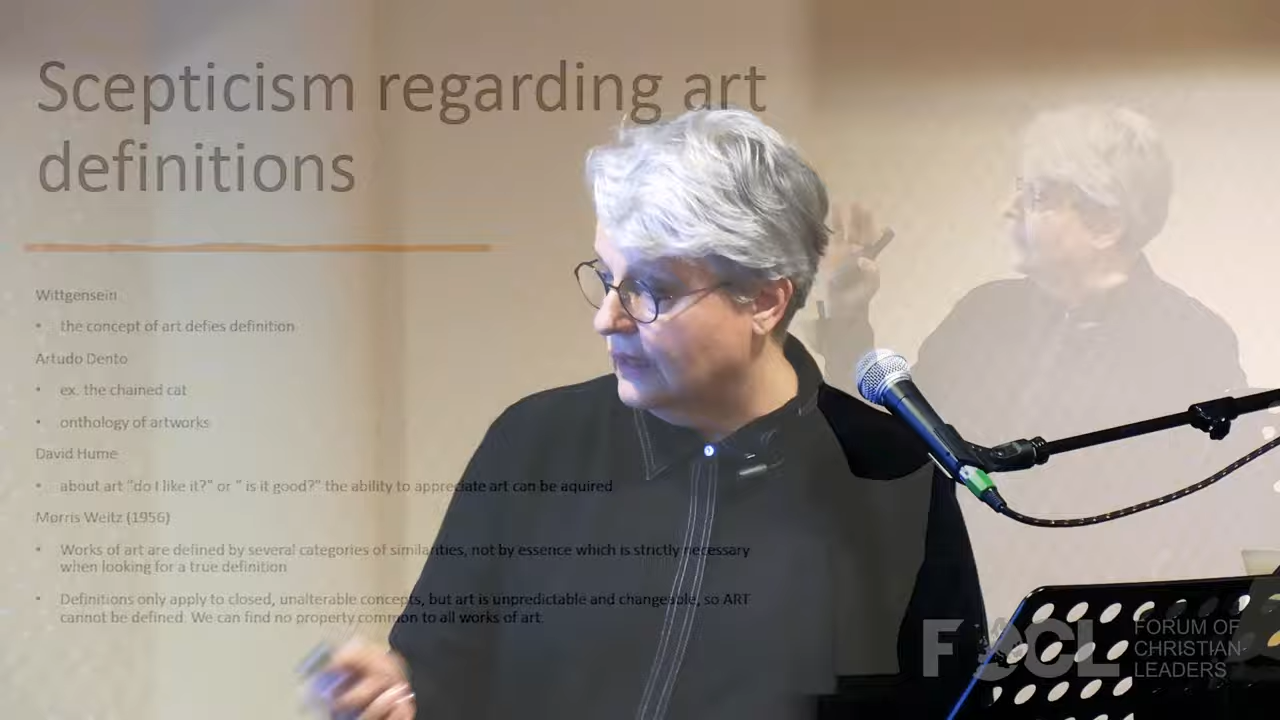 Scepticism regarding art
definitions
Wittgensein
• the concept of art defies definition
Artudo Dento
• ex. the chained cat
• onthology of artworks
David Hume
• about art "do I like it?" or " is it good?" the ability to appreciate art can be aquired
Morris Weitz (1956)
• Works of art are defined by several categories of similarities, not by essence which is strictly necessary
when looking for a true definition
• Definitions only apply to closed, unalterable concepts, but art is unpredictable and changeable, so ART
cannot be defined. We can find no property common to all works of art.
FOCL
FORUM OF
CHRISTIAN-
LEADERS